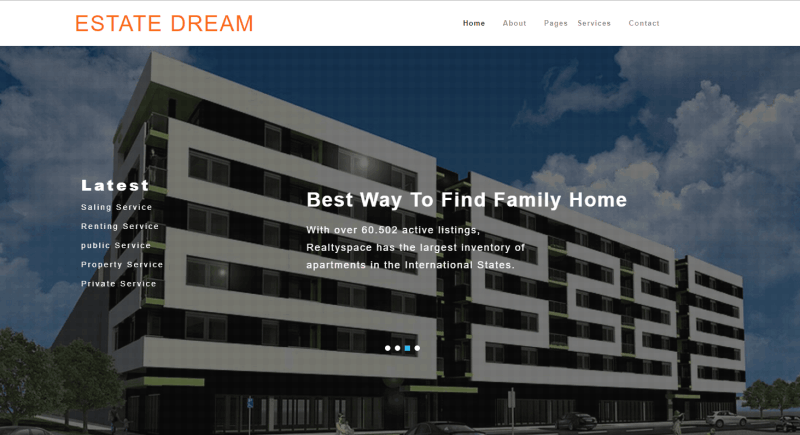 ESTATE DREAM
Home About Pages Services Contact
Latest
Saling Service
Renting Service
public Service
Property Service
Private Service
Best Way To Find Family Home
With over 60.502 active listings,
Realtyspace has the largest inventory of
apartments in the International States.